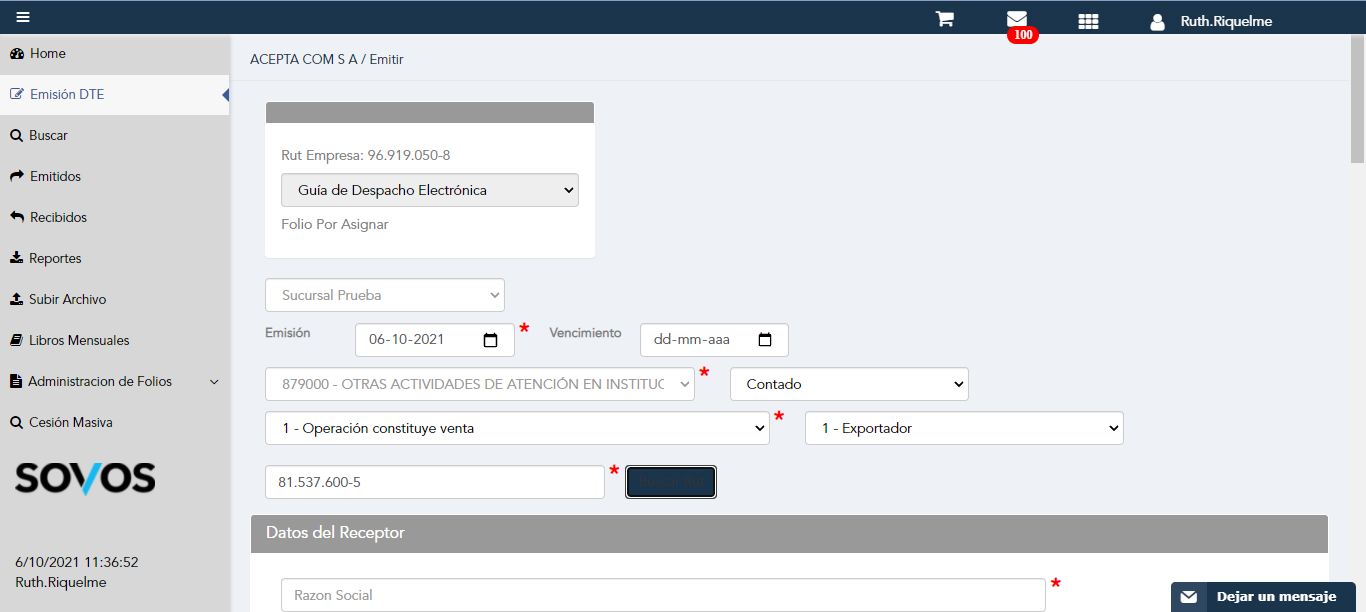 Ruth.Riquelme
100
Home
Emisión DTE
Buscar
Emitidos
Recibidos
Reportes
Subir Archivo
Libros Mensuales
Administracion de Folios
Cesión Masiva
SOVOS
6/10/2021 11:36:52
Ruth.Riquelme
ACEPTA COM S A / Emitir
Rut Empresa: 96.919.050-8
Guía de Despacho Electrónica
Folio Por Asignar
Sucursal Prueba
Emisión 06-10-2021 * Vencimiento dd-mm-aaa
879000 - OTRAS ACTIVIDADES DE ATENCIÓN EN INSTITUC * Contado
1 - Operación constituye venta * 1 - Exportador
81.537.600-5 *
Datos del Receptor
Razon Social *
Dejar un mensaje